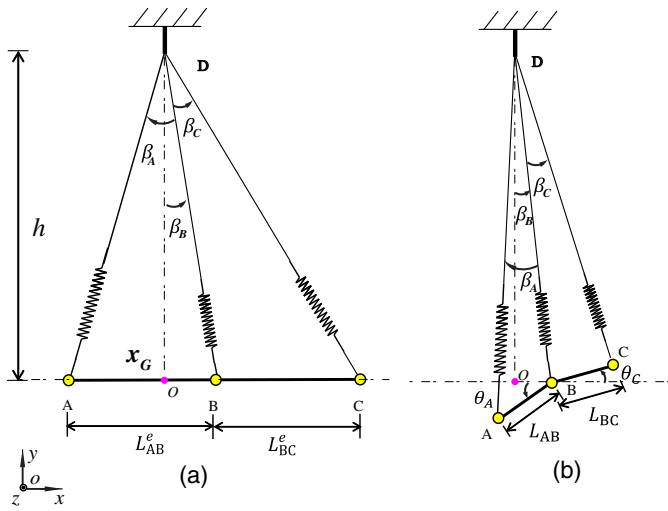 D
β_A
β_C
β_B
h
x_G
O
A
B
C
L^e_AB
L^e_BC
y
o
z
x
(a)
D
β_C
β_B
β_A
O
B
C
θ_A
θ_C
A
L_AB
L_BC
(b)